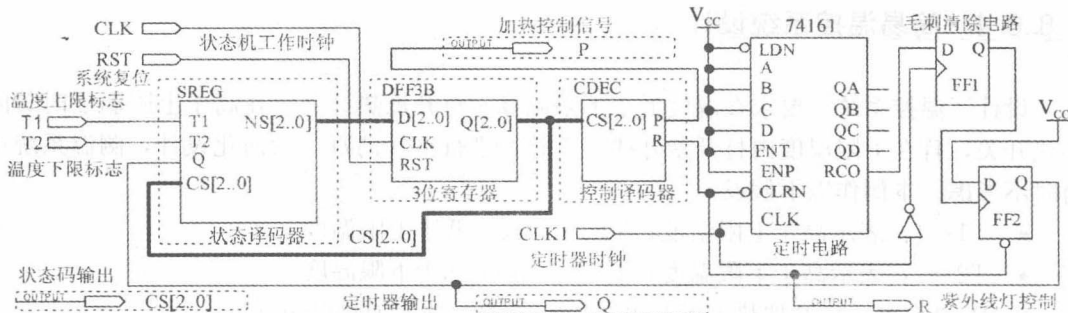 CLK
RST
状态机工作时钟
系统复位
温度上限标志
T1
T2
温度下限标志
SREG
T1
T2
Q
CS[2..0]
NS[2..0]
状态译码器
CS[2..0]
DFF3B
D[2..0]
Q[2..0]
CLK
RST
3位寄存器
加热控制信号
OUTPUT
P
CDEC
CS[2..0]
P
R
控制译码器
CLK1
定时器时钟
VCC
74161
LDN
A
B
C
D
ENT
ENP
CLRN
CLK
QA
QB
QC
QD
RCO
定时电路
毛刺清除电路
D
Q
FF1
VCC
D
Q
FF2
状态码输出
OUTPUT
CS[2..0]
定时器输出
OUTPUT
Q
OUTPUT
R
紫外线灯控制